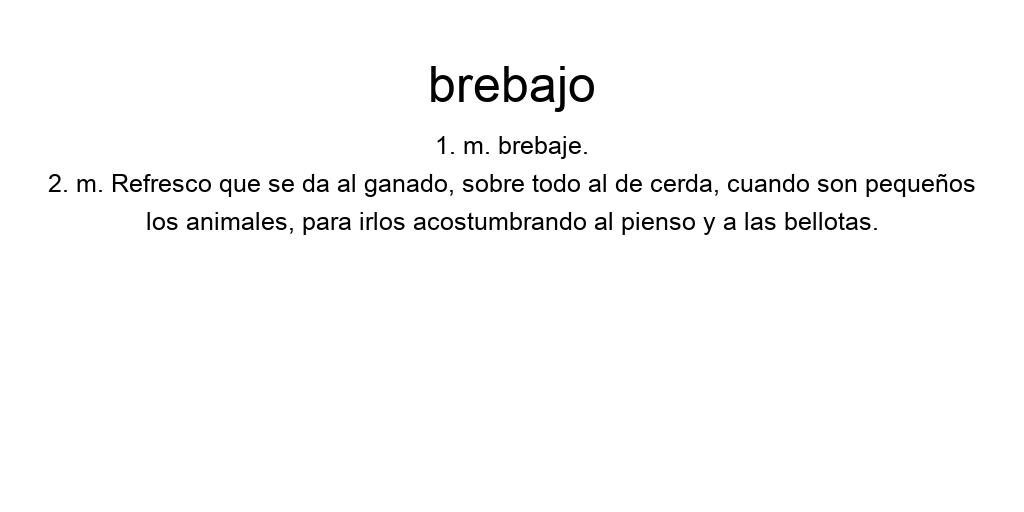 brebajo
1. m. brebaje.
2. m. Refresco que se da al ganado, sobre todo al de cerda, cuando son pequeños
los animales, para irlos acostumbrando al pienso y a las bellotas.